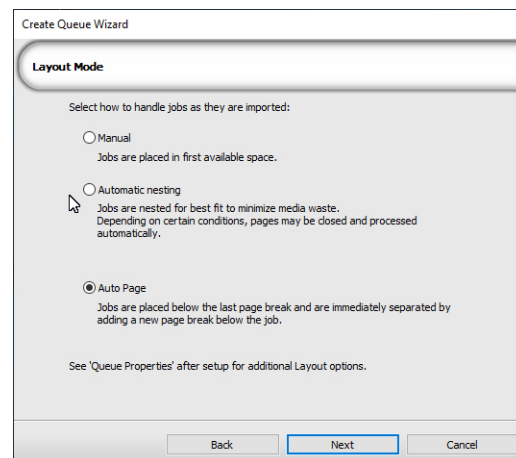 Create Queue Wizard
Layout Mode
Select how to handle jobs as they are imported:
Manual
Jobs are placed in first available space.
Automatic nesting
Jobs are nested for best fit to minimize media waste.
Depending on certain conditions, pages may be closed and processed
automatically.
Auto Page
Jobs are placed below the last page break and are immediately separated by
adding a new page break below the job.
See 'Queue Properties' after setup for additional Layout options.
Back
Next
Cancel